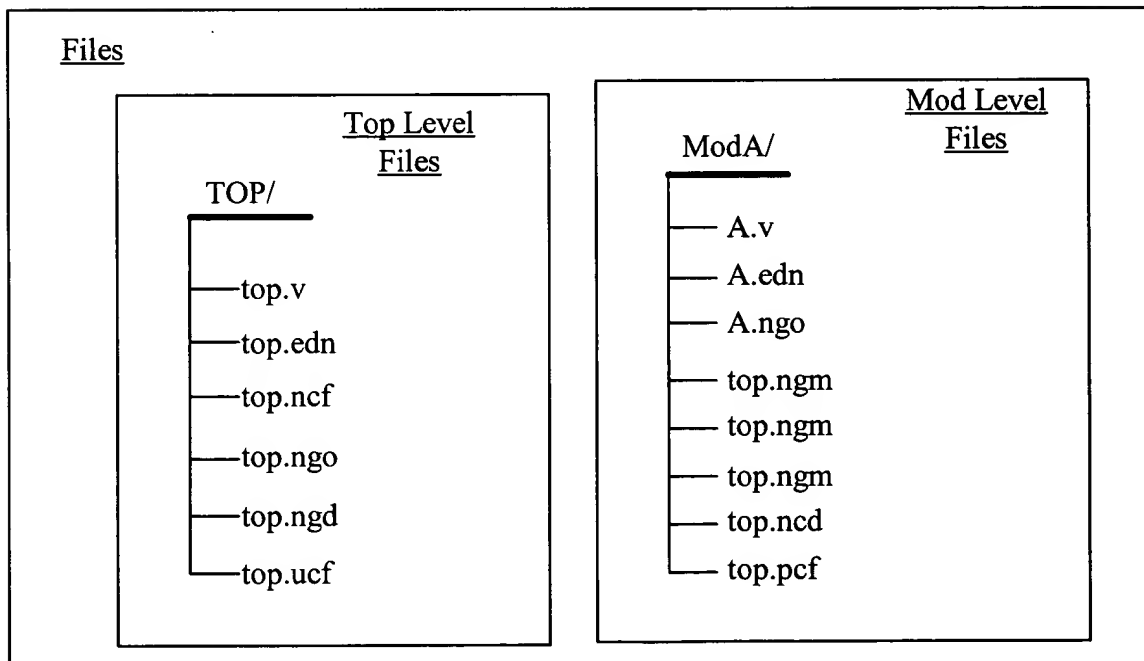 Files
Top Level
Files
TOP/
top.v
top.edn
top.ncf
top.ngo
top.ngd
top.ucf
Mod Level
Files
ModA/
A.v
A.edn
A.ngo
top.ngm
top.ngm
top.ngm
top.ncd
top.pcf